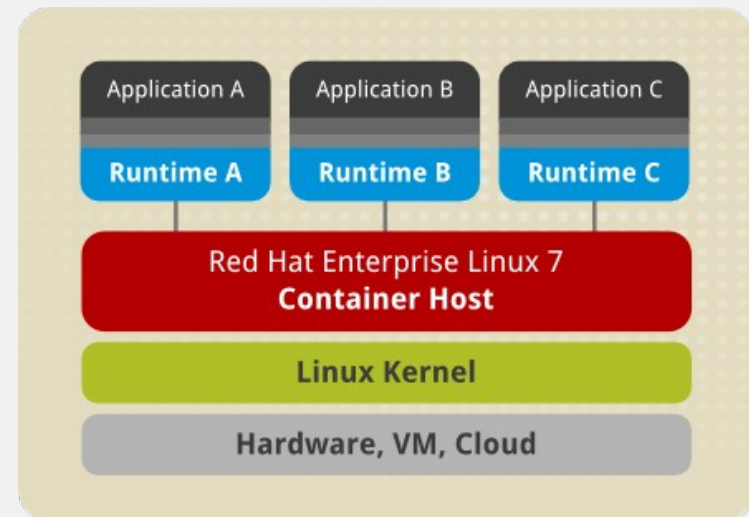 Application A
Application B
Application C
Runtime A
Runtime B
Runtime C
Red Hat Enterprise Linux 7
Container Host
Linux Kernel
Hardware, VM, Cloud